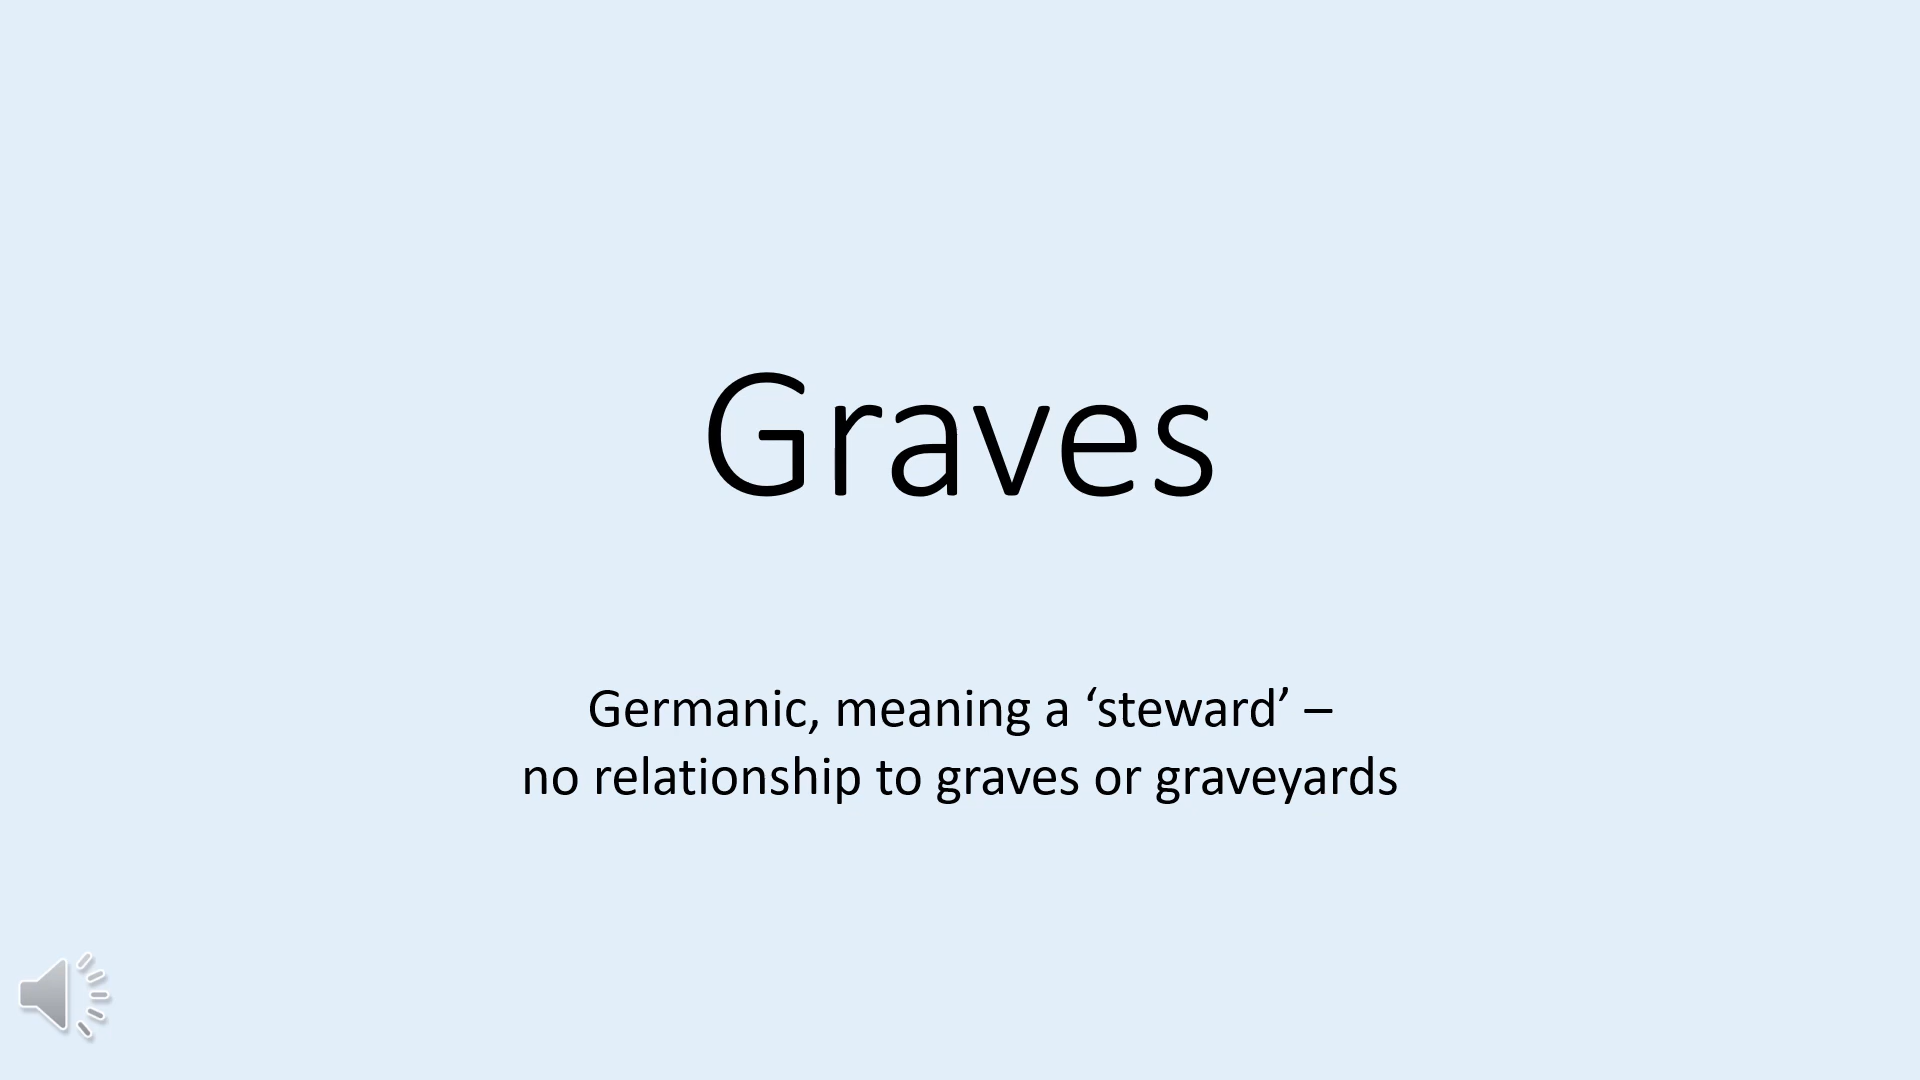 Graves
Germanic, meaning a ‘steward’ –
no relationship to graves or graveyards